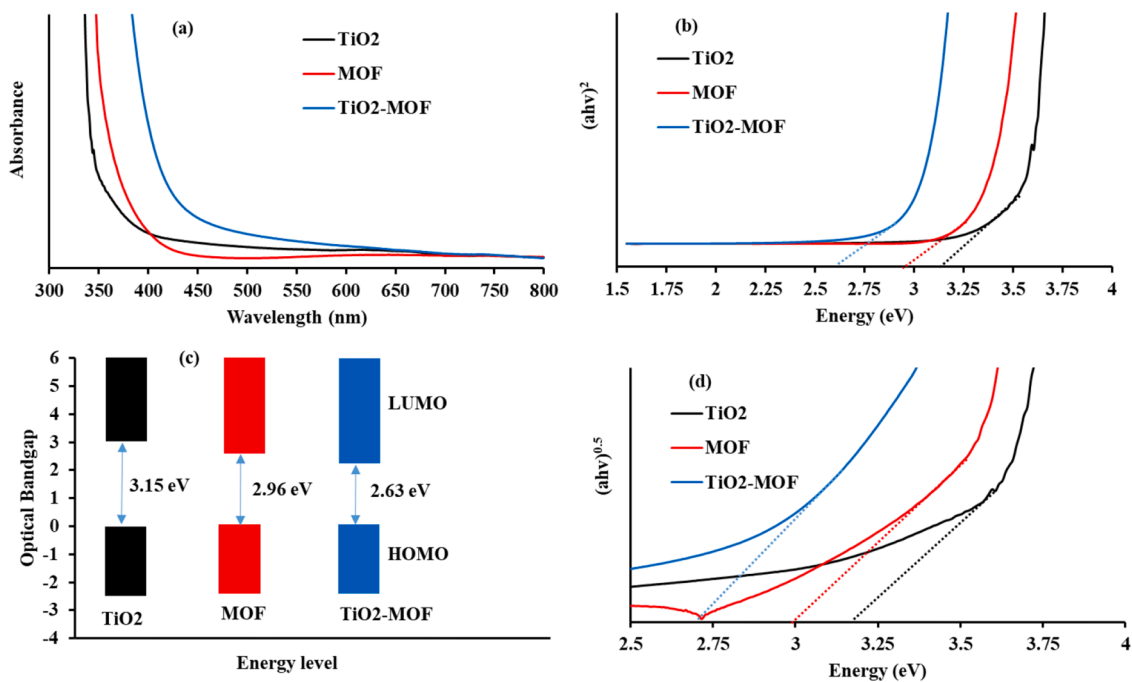 (a)
TiO2
MOF
TiO2-MOF
Absorbance
300 350 400 450 500 550 600 650 700 750 800
Wavelength (nm)
(b)
TiO2
MOF
TiO2-MOF
(ahv)²
1.5 1.75 2 2.25 2.5 2.75 3 3.25 3.5 3.75 4
Energy (eV)
(c)
Optical Bandgap
6
5
4
3
2
1
0
-1
-2
-3
-4
LUMO
3.15 eV
2.96 eV
2.63 eV
HOMO
TiO2
MOF
TiO2-MOF
Energy level
(d)
TiO2
MOF
TiO2-MOF
(ahv)⁰·⁵
2.5 2.75 3 3.25 3.5 3.75 4
Energy (eV)